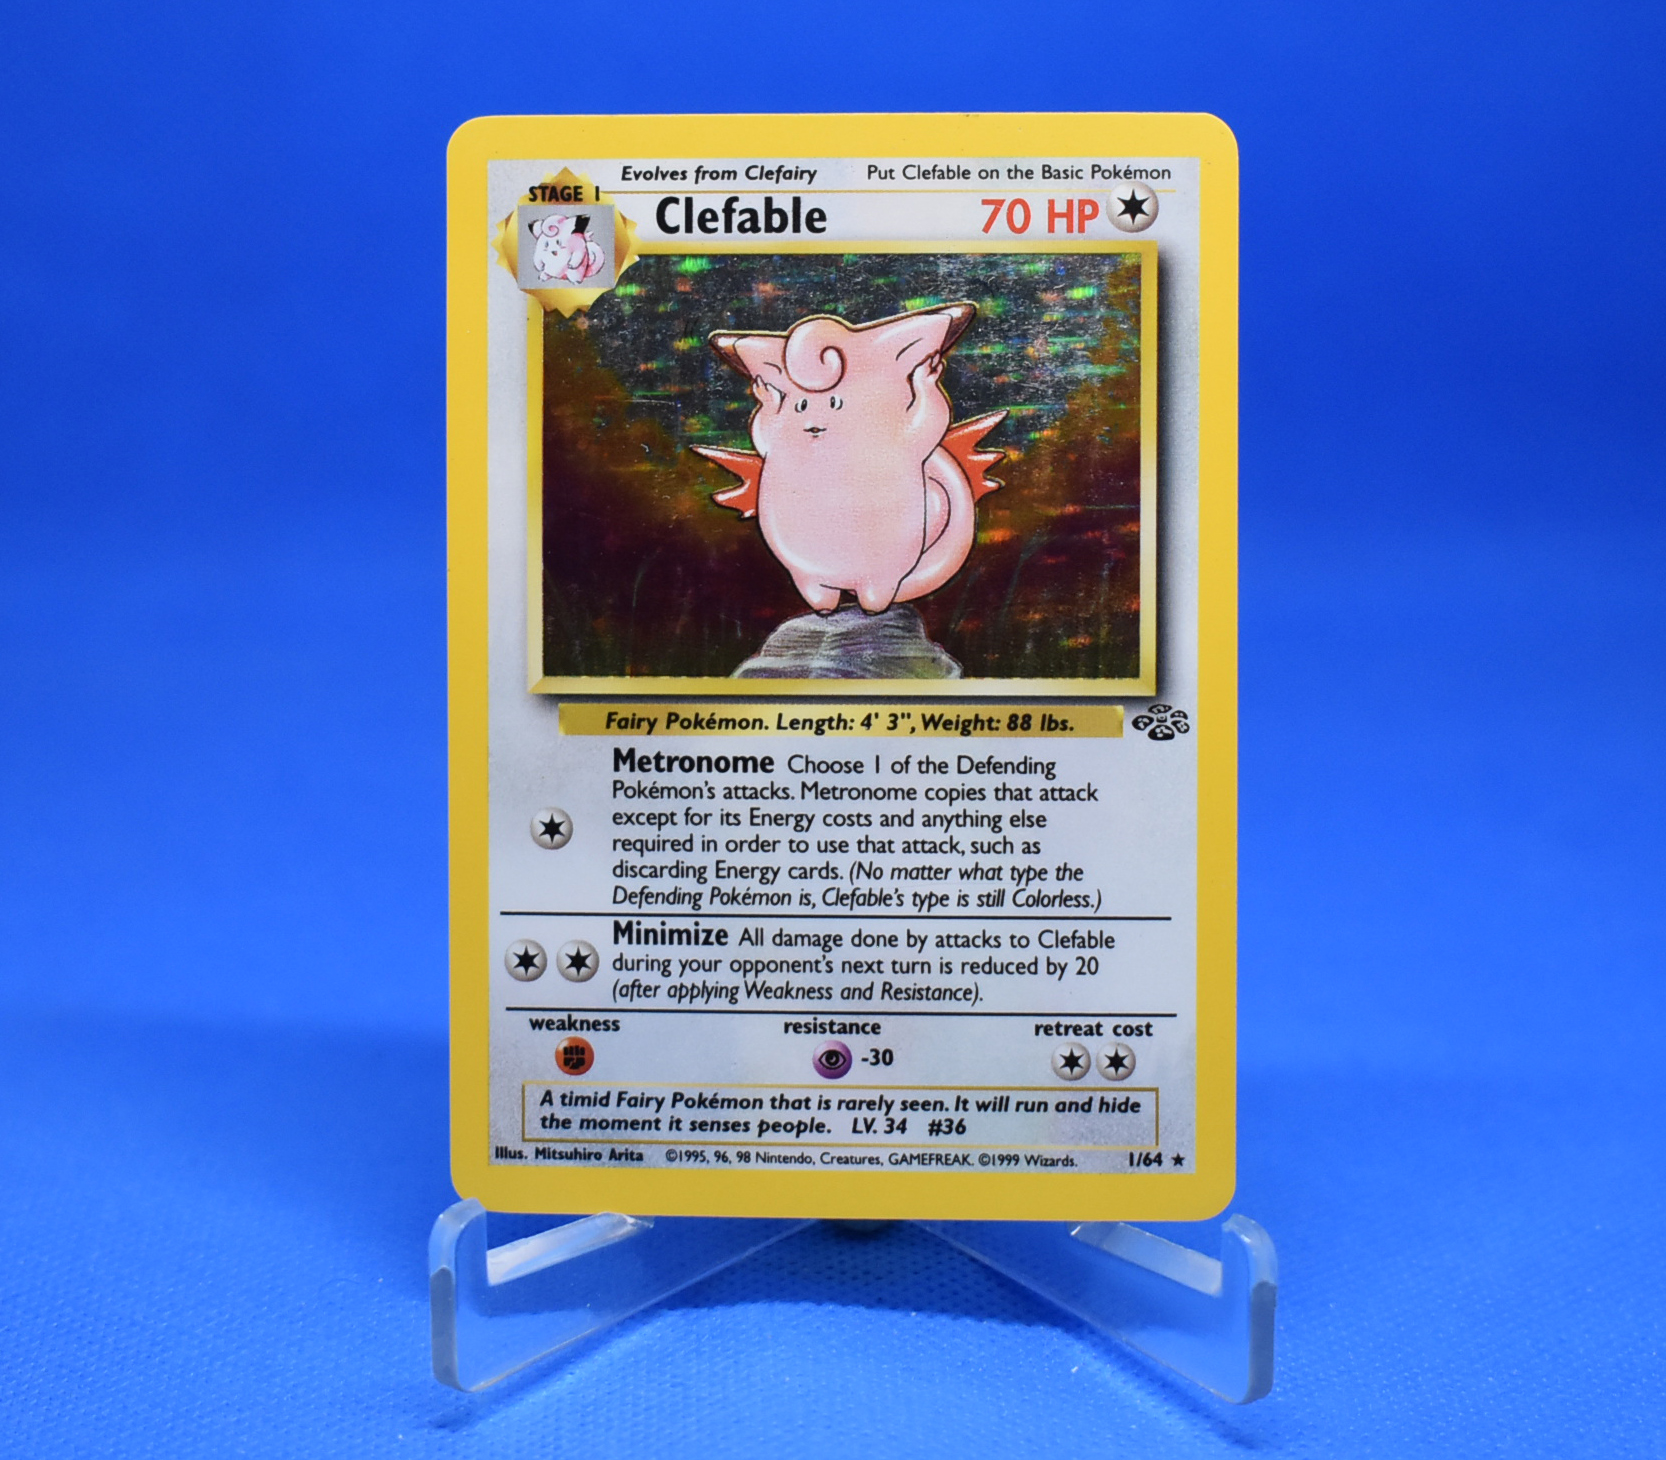 Evolves from Clefairy Put Clefable on the Basic Pokémon
STAGE 1
Clefable 70 HP
Fairy Pokémon. Length: 4' 3", Weight: 88 lbs.
Metronome Choose 1 of the Defending
Pokémon's attacks. Metronome copies that attack
except for its Energy costs and anything else
required in order to use that attack, such as
discarding Energy cards. (No matter what type the
Defending Pokémon is, Clefable's type is still Colorless.)
Minimize All damage done by attacks to Clefable
during your opponent's next turn is reduced by 20
(after applying Weakness and Resistance).
weakness resistance retreat cost
-30
A timid Fairy Pokémon that is rarely seen. It will run and hide
the moment it senses people. LV. 34 #36
Illus. Mitsuhiro Arita ©1995, 96, 98 Nintendo, Creatures, GAMEFREAK. ©1999 Wizards. 1/64 ★